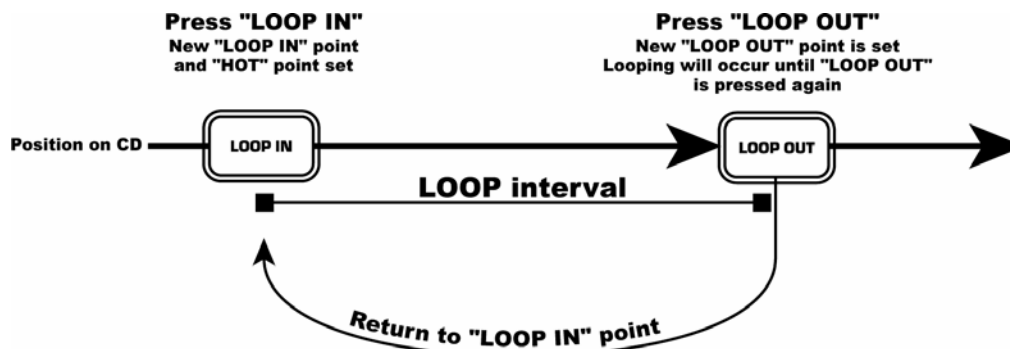 Press "LOOP IN"
New "LOOP IN" point
and "HOT" point set
Press "LOOP OUT"
New "LOOP OUT" point is set
Looping will occur until "LOOP OUT"
is pressed again
Position on CD
LOOP IN
LOOP OUT
LOOP interval
Return to "LOOP IN" point